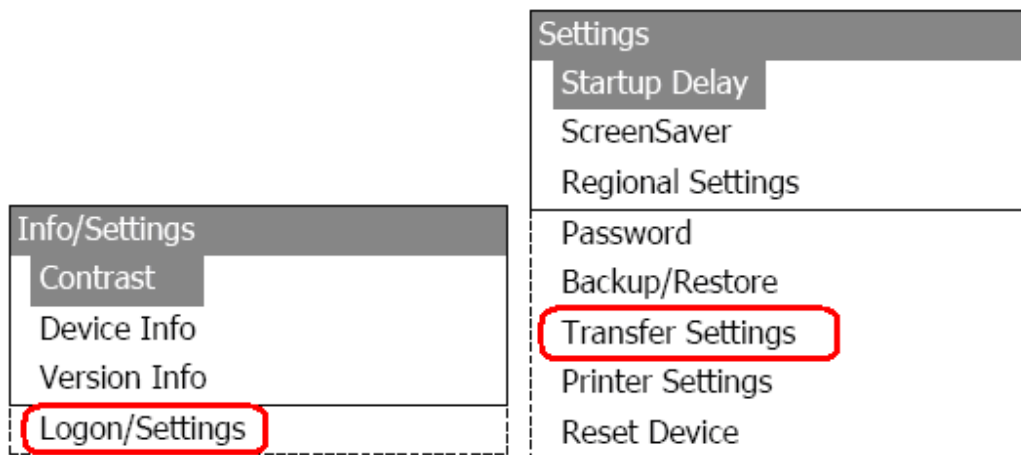 Info/Settings
Contrast
Device Info
Version Info
Logon/Settings
Settings
Startup Delay
ScreenSaver
Regional Settings
Password
Backup/Restore
Transfer Settings
Printer Settings
Reset Device